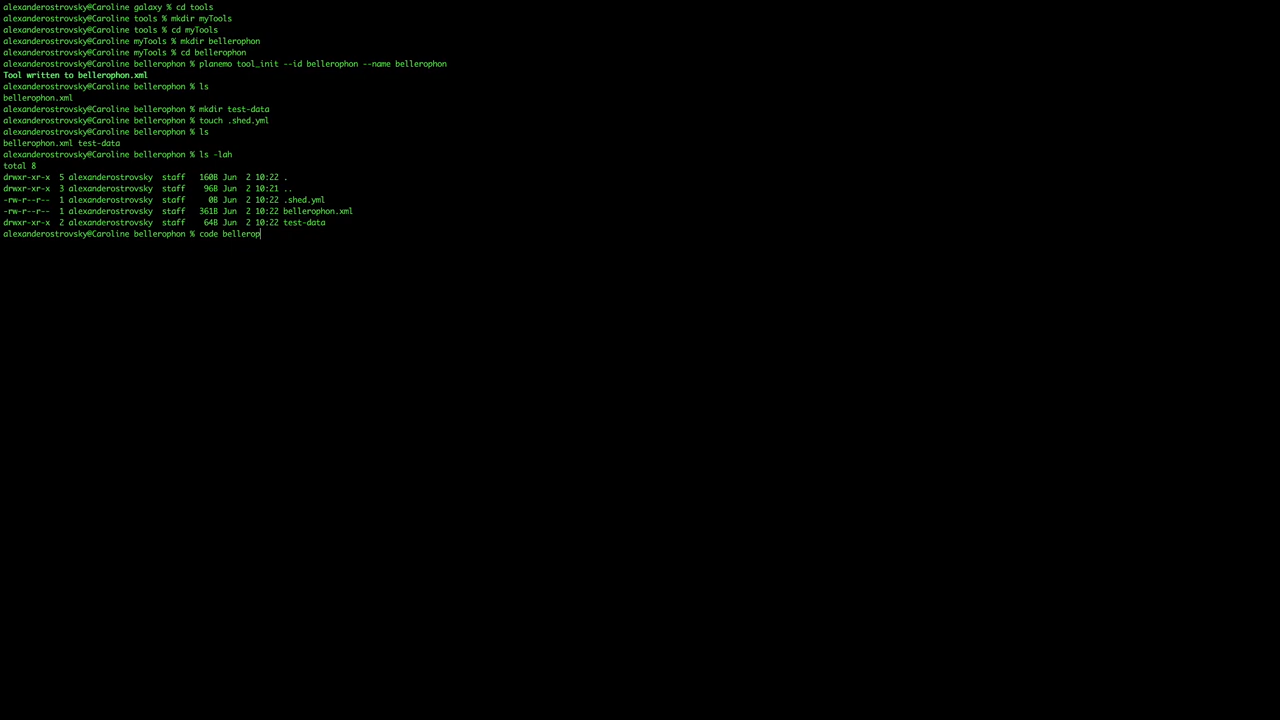 alexanderostrovsky@Caroline galaxy % cd tools
alexanderostrovsky@Caroline tools % mkdir myTools
alexanderostrovsky@Caroline tools % cd myTools
alexanderostrovsky@Caroline myTools % mkdir bellerophon
alexanderostrovsky@Caroline myTools % cd bellerophon
alexanderostrovsky@Caroline bellerophon % planemo tool_init --id bellerophon --name bellerophon
Tool written to bellerophon.xml
alexanderostrovsky@Caroline bellerophon % ls
bellerophon.xml
alexanderostrovsky@Caroline bellerophon % mkdir test-data
alexanderostrovsky@Caroline bellerophon % touch .shed.yml
alexanderostrovsky@Caroline bellerophon % ls
bellerophon.xml test-data
alexanderostrovsky@Caroline bellerophon % ls -lah
total 8
drwxr-xr-x  5 alexanderostrovsky  staff   160B Jun  2 10:22 .
drwxr-xr-x  3 alexanderostrovsky  staff    96B Jun  2 10:21 ..
-rw-r--r--  1 alexanderostrovsky  staff     0B Jun  2 10:22 .shed.yml
-rw-r--r--  1 alexanderostrovsky  staff   361B Jun  2 10:22 bellerophon.xml
drwxr-xr-x  2 alexanderostrovsky  staff    64B Jun  2 10:22 test-data
alexanderostrovsky@Caroline bellerophon % code bellerop